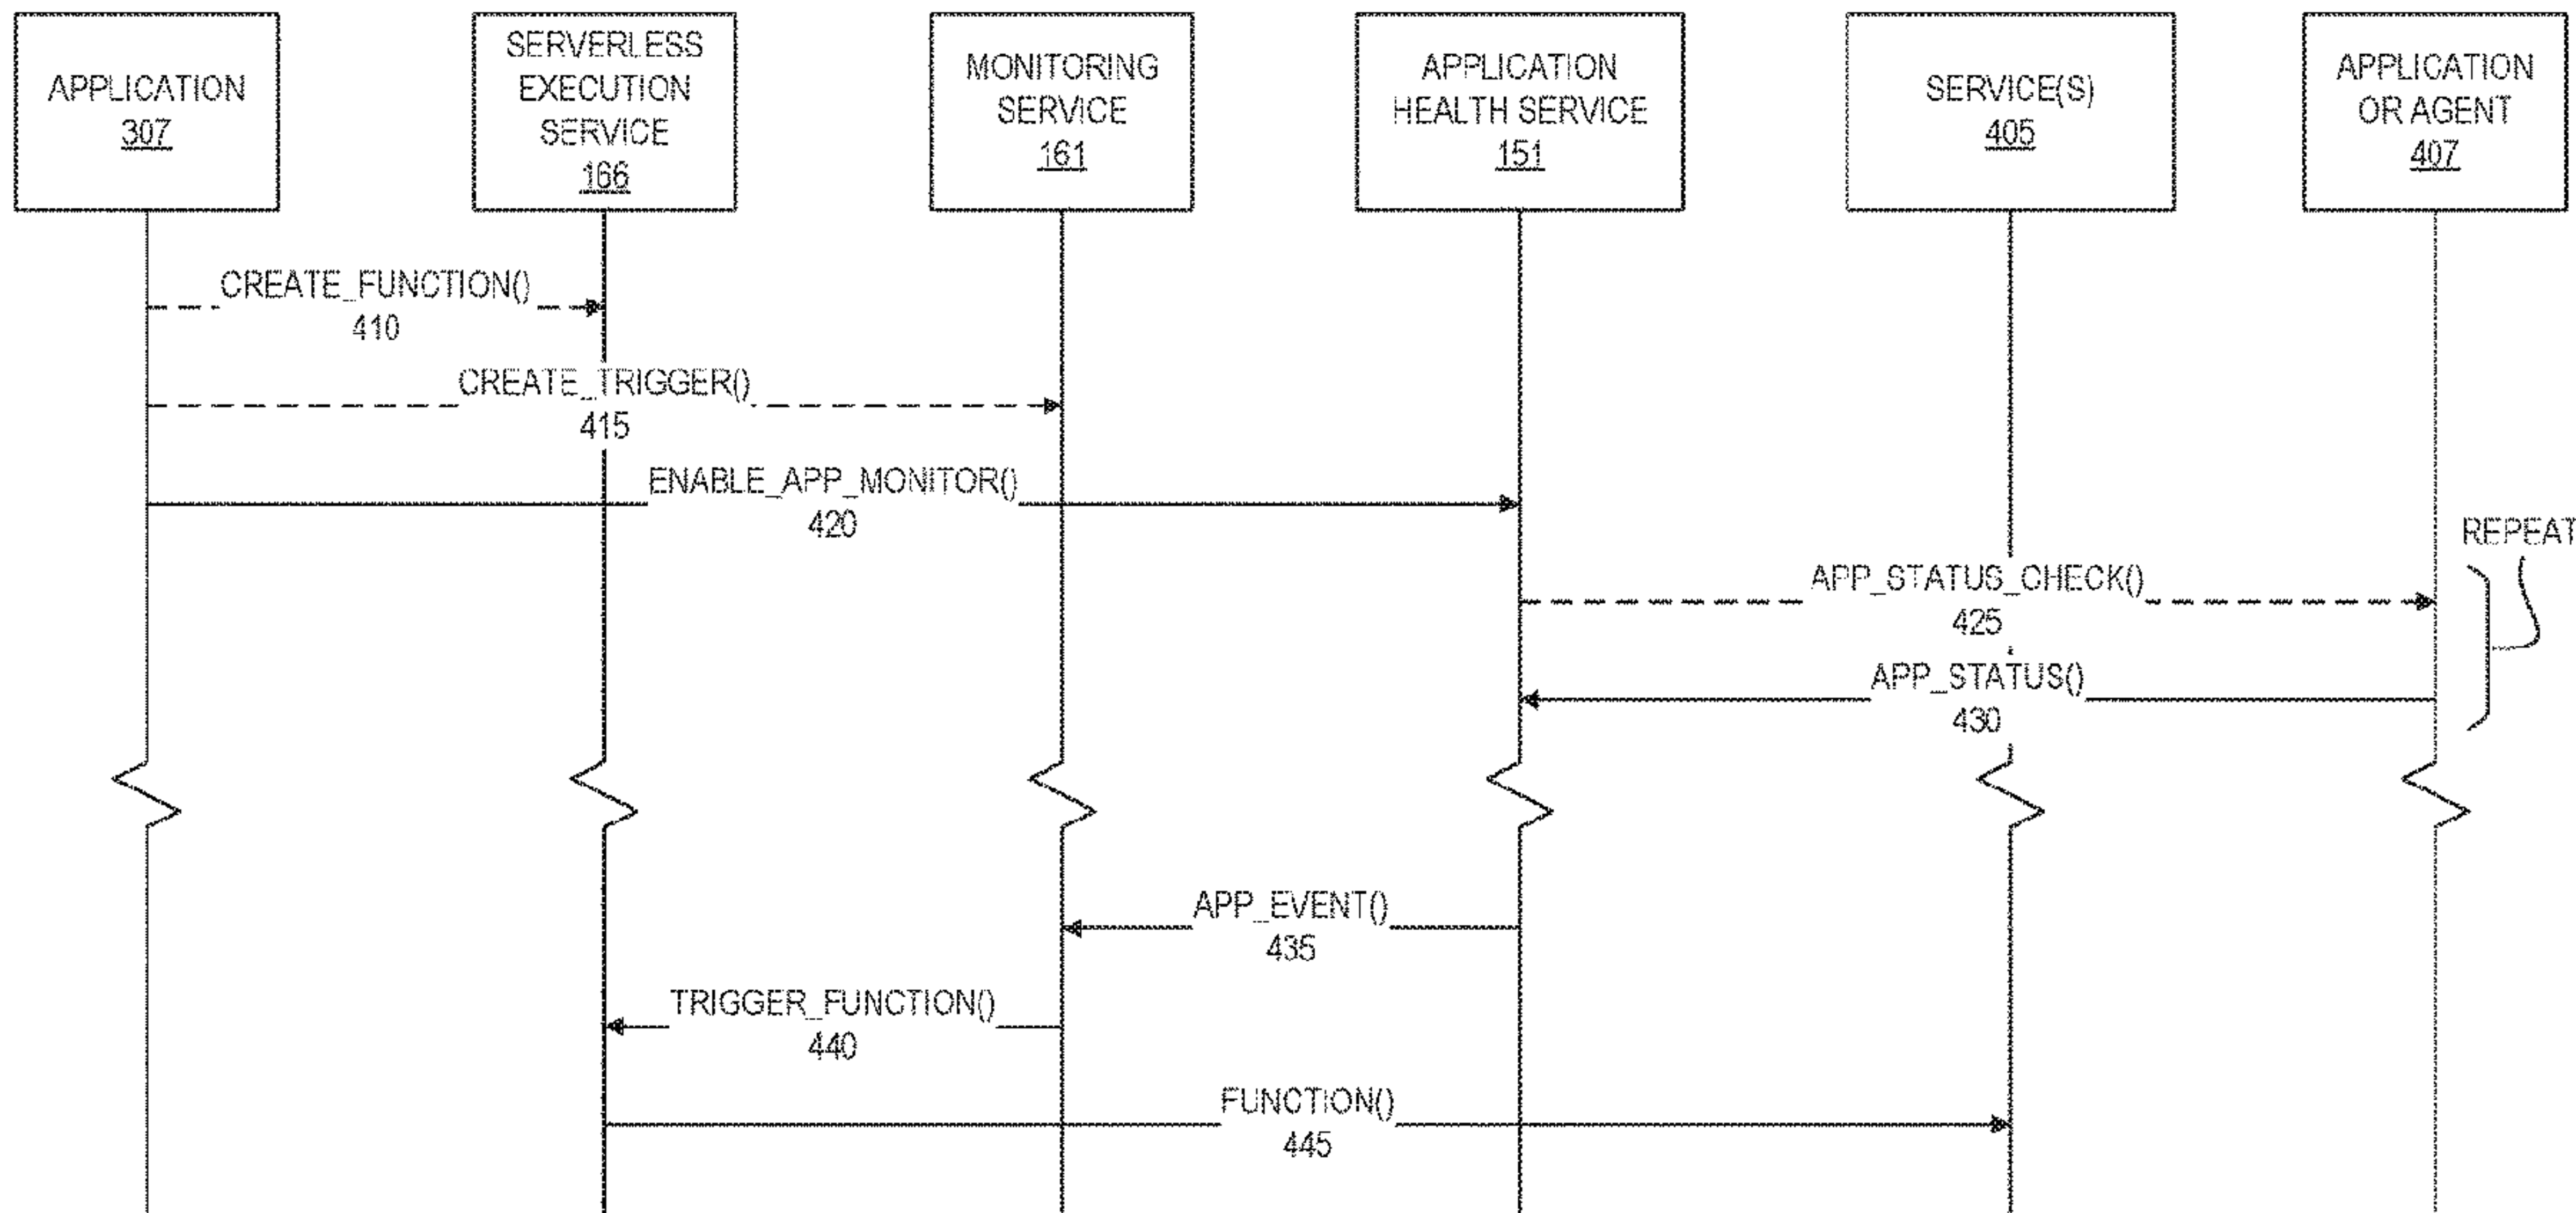 APPLICATION
307
SERVERLESS
EXECUTION
SERVICE
166
MONITORING
SERVICE
161
APPLICATION
HEALTH SERVICE
151
SERVICE(S)
405
APPLICATION
OR AGENT
407
CREATE_FUNCTION()
410
CREATE_TRIGGER()
415
ENABLE_APP_MONITOR()
420
REPEAT
APP_STATUS_CHECK()
425
APP_STATUS()
430
APP_EVENT()
435
TRIGGER_FUNCTION()
440
FUNCTION()
445